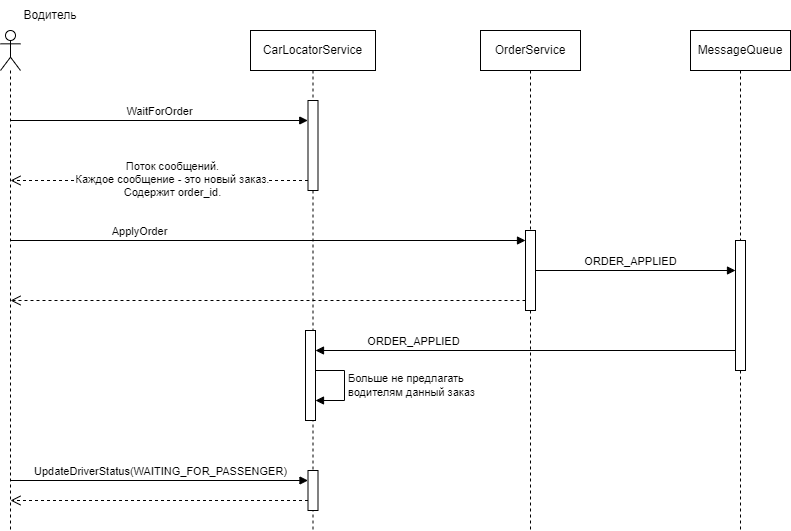 Водитель
CarLocatorService
OrderService
MessageQueue
WaitForOrder
Поток сообщений.
Каждое сообщение - это новый заказ.
Содержит order_id.
ApplyOrder
ORDER_APPLIED
ORDER_APPLIED
Больше не предлагать
водителям данный заказ
UpdateDriverStatus(WAITING_FOR_PASSENGER)